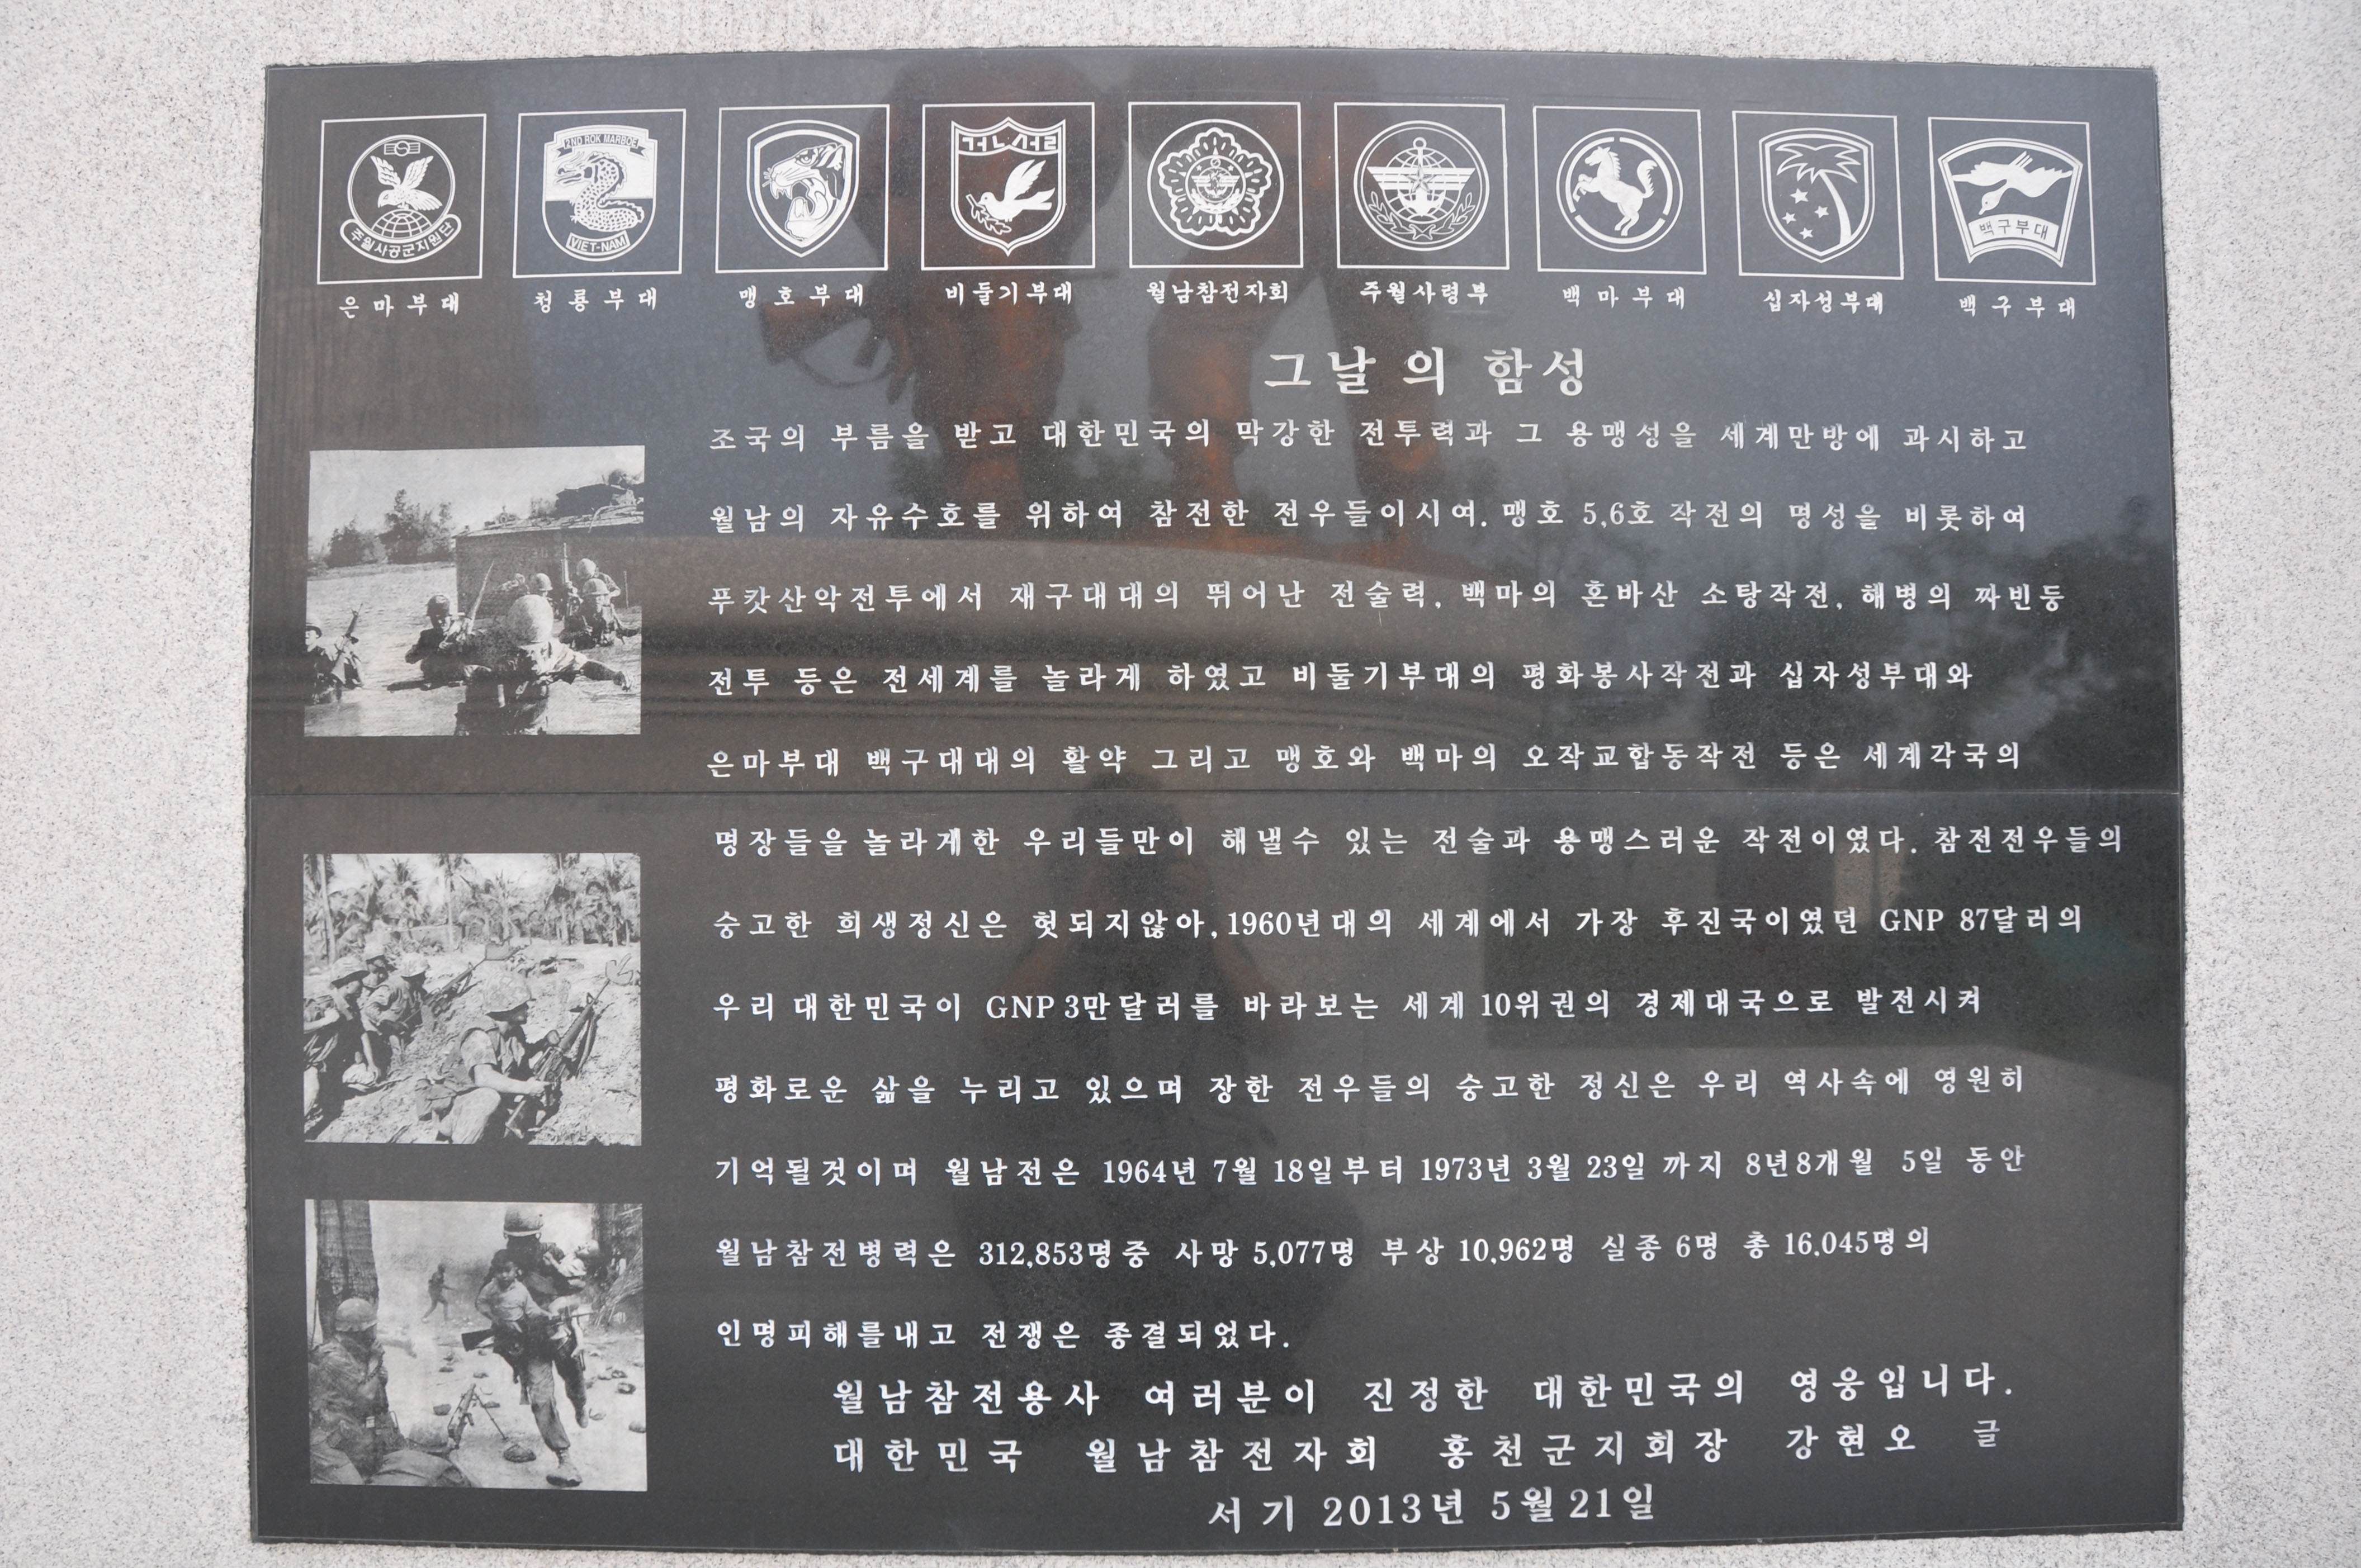 주월사공군지원단
2ND ROK MARBDE
VIET-NAM
건설
백구부대
은마부대
청룡부대
맹호부대
비둘기부대
월남참전자회
주월사령부
백마부대
십자성부대
백구부대
그날의 함성
조국의 부름을 받고 대한민국의 막강한 전투력과 그 용맹성을 세계만방에 과시하고
월남의 자유수호를 위하여 참전한 전우들이시여. 맹호 5,6호 작전의 명성을 비롯하여
푸캇산악전투에서 재구대대의 뛰어난 전술력, 백마의 혼바산 소탕작전, 해병의 짜빈둥
전투 등은 전세계를 놀라게 하였고 비둘기부대의 평화봉사작전과 십자성부대와
은마부대 백구대대의 활약 그리고 맹호와 백마의 오작교합동작전 등은 세계각국의
명장들을 놀라게한 우리들만이 해낼수 있는 전술과 용맹스러운 작전이였다. 참전전우들의
숭고한 희생정신은 헛되지않아, 1960년대의 세계에서 가장 후진국이였던 GNP 87달러의
우리 대한민국이 GNP 3만달러를 바라보는 세계 10위권의 경제대국으로 발전시켜
평화로운 삶을 누리고 있으며 장한 전우들의 숭고한 정신은 우리 역사속에 영원히
기억될것이며 월남전은 1964년 7월 18일부터 1973년 3월 23일 까지 8년8개월 5일 동안
월남참전병력은 312,853명중 사망 5,077명 부상 10,962명 실종 6명 총 16,045명의
인명피해를내고 전쟁은 종결되었다.
월남참전용사 여러분이 진정한 대한민국의 영웅입니다.
대한민국 월남참전자회 홍천군지회장 강현오 글
서기 2013년 5월 21일